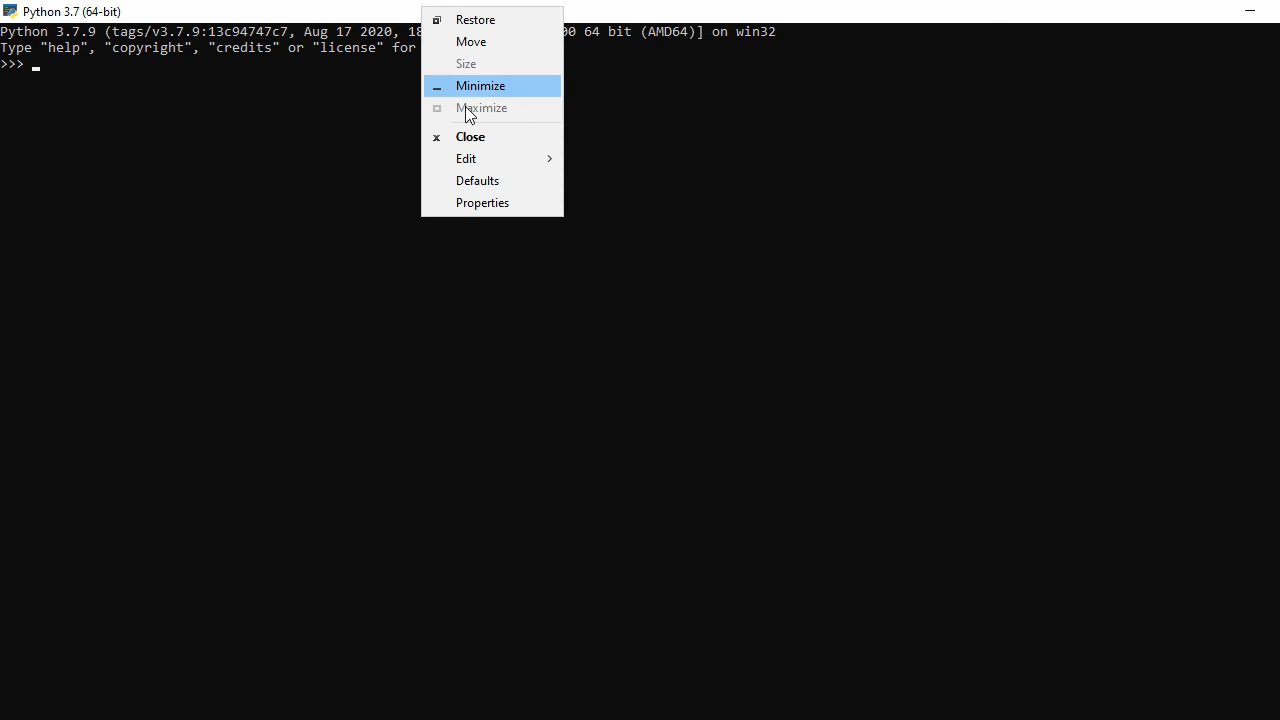 Python 3.7 (64-bit)
Python 3.7.9 (tags/v3.7.9:13c94747c7, Aug 17 2020, 18 00 64 bit (AMD64)] on win32
Type "help", "copyright", "credits" or "license" for
>>>
Restore
Move
Size
Minimize
Maximize
x Close
Edit >
Defaults
Properties